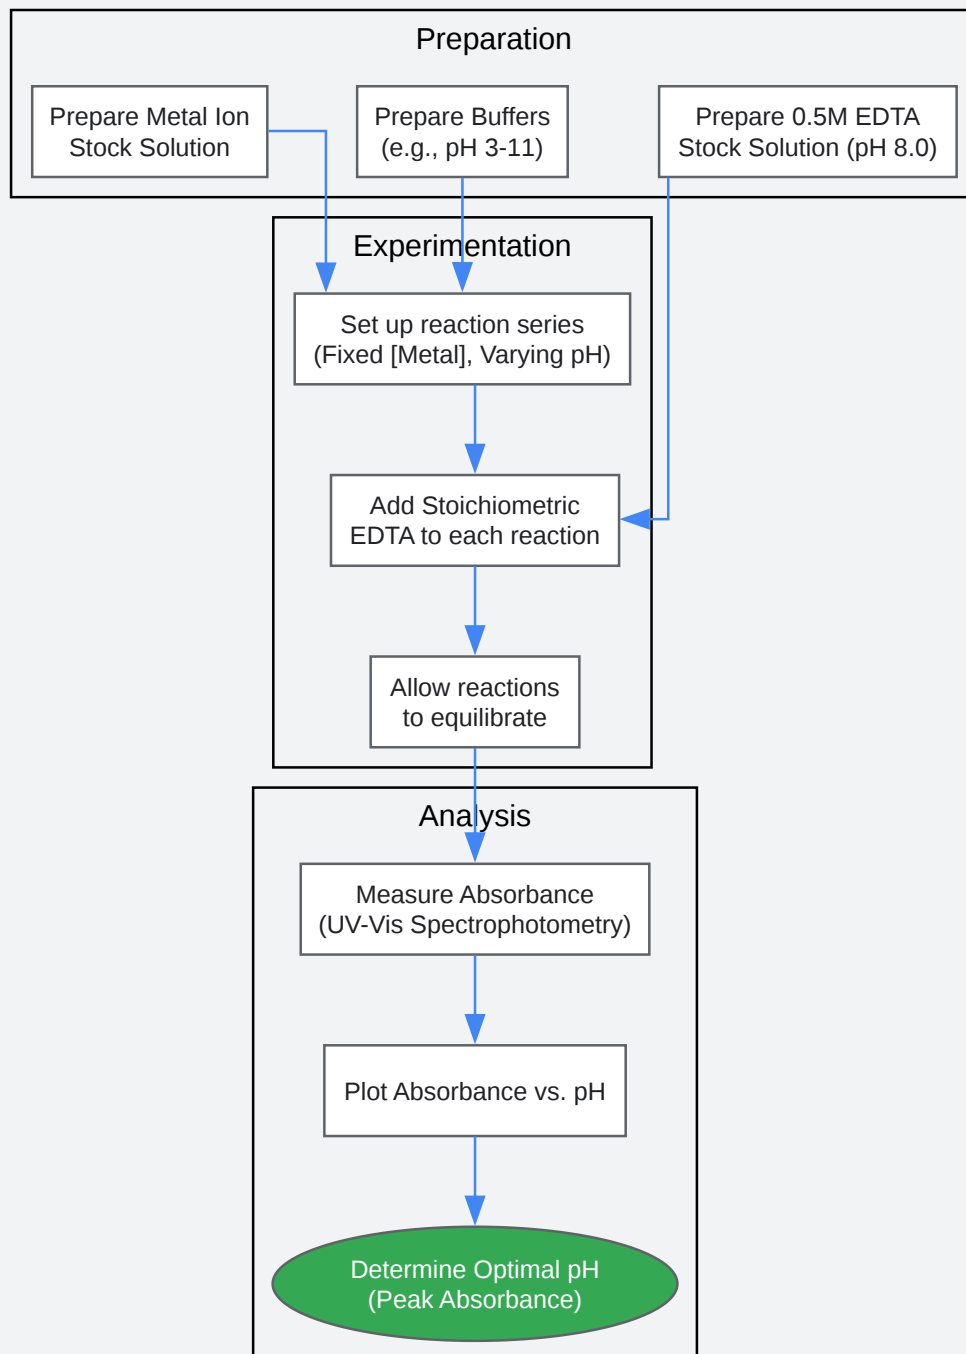 Preparation
Prepare Metal Ion
Stock Solution
Prepare Buffers
(e.g., pH 3-11)
Prepare 0.5M EDTA
Stock Solution (pH 8.0)
Experimentation
Set up reaction series
(Fixed [Metal], Varying pH)
Add Stoichiometric
EDTA to each reaction
Allow reactions
to equilibrate
Analysis
Measure Absorbance
(UV-Vis Spectrophotometry)
Plot Absorbance vs. pH
Determine Optimal pH
(Peak Absorbance)